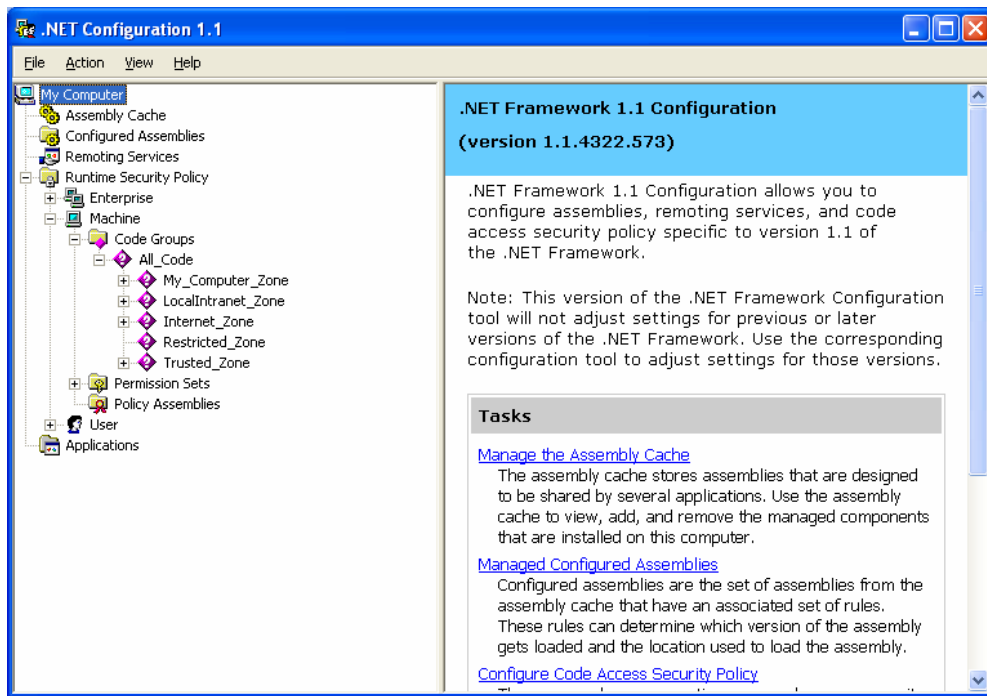 .NET Configuration 1.1
File Action View Help
My Computer
Assembly Cache
Configured Assemblies
Remoting Services
Runtime Security Policy
Enterprise
Machine
Code Groups
All_Code
My_Computer_Zone
LocalIntranet_Zone
Internet_Zone
Restricted_Zone
Trusted_Zone
Permission Sets
Policy Assemblies
User
Applications
.NET Framework 1.1 Configuration
(version 1.1.4322.573)
.NET Framework 1.1 Configuration allows you to
configure assemblies, remoting services, and code
access security policy specific to version 1.1 of
the .NET Framework.
Note: This version of the .NET Framework Configuration
tool will not adjust settings for previous or later
versions of the .NET Framework. Use the corresponding
configuration tool to adjust settings for those versions.
Tasks
Manage the Assembly Cache
The assembly cache stores assemblies that are designed
to be shared by several applications. Use the assembly
cache to view, add, and remove the managed components
that are installed on this computer.
Managed Configured Assemblies
Configured assemblies are the set of assemblies from the
assembly cache that have an associated set of rules.
These rules can determine which version of the assembly
gets loaded and the location used to load the assembly.
Configure Code Access Security Policy